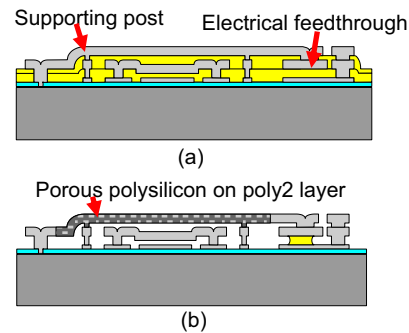 Supporting post
Electrical feedthrough
(a)
Porous polysilicon on poly2 layer
(b)